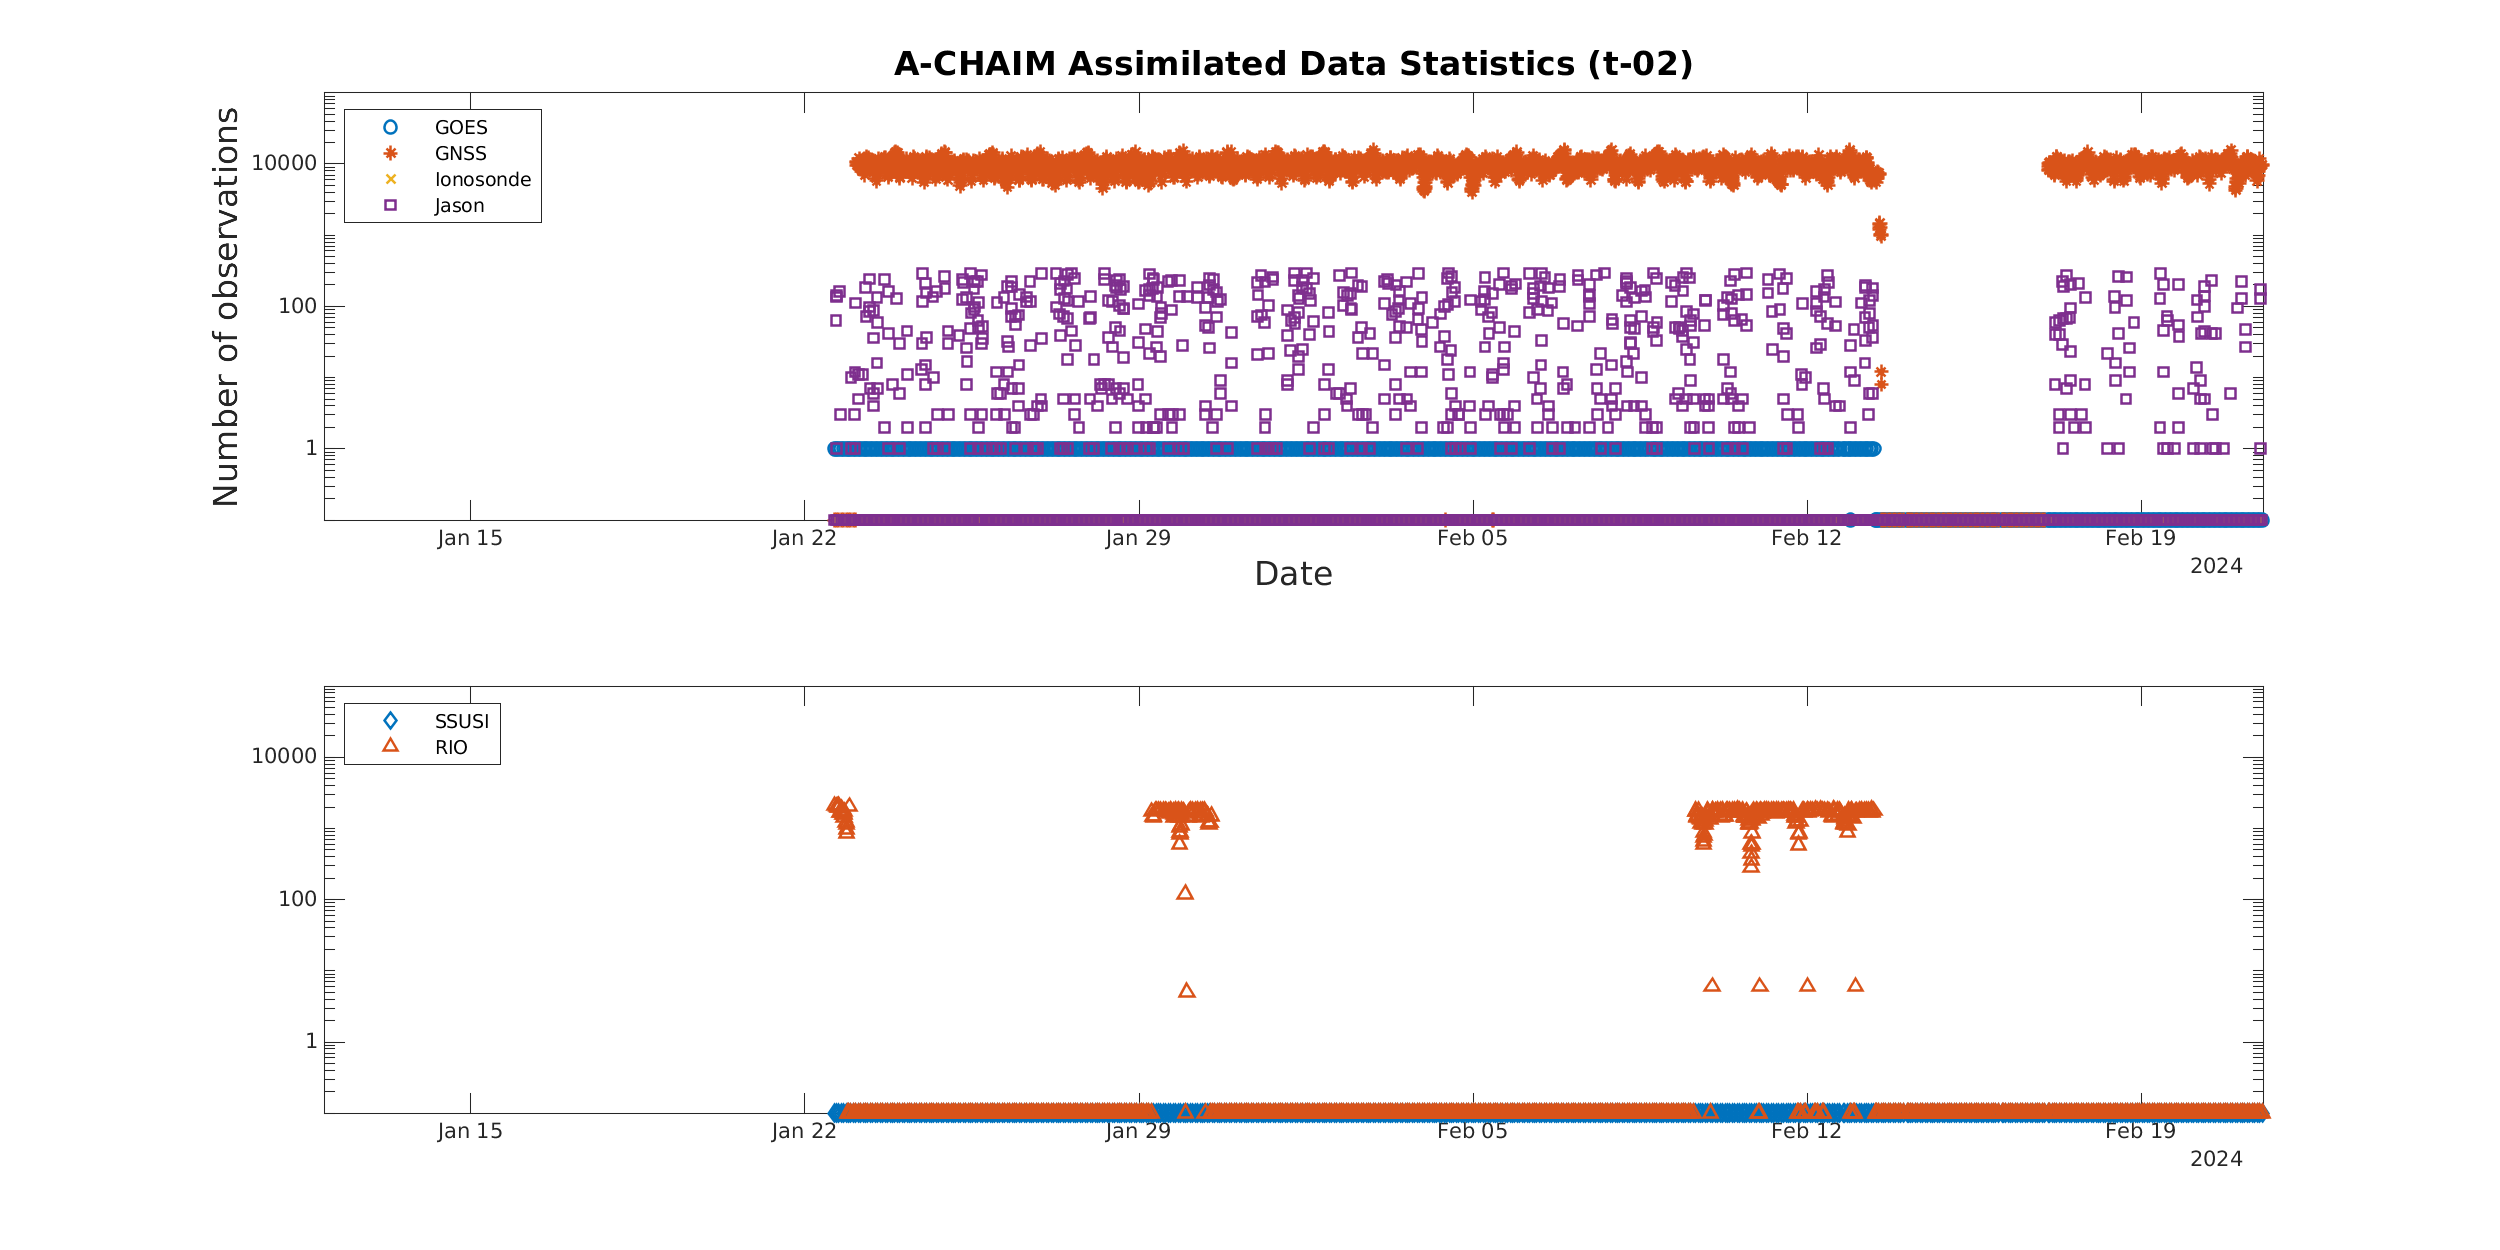 A-CHAIM Assimilated Data Statistics (t-02)
Number of observations
GOES
GNSS
Ionosonde
Jason
10000
100
1
Jan 15
Jan 22
Jan 29
Feb 05
Feb 12
Feb 19
2024
Date
SSUSI
RIO
10000
100
1
Jan 15
Jan 22
Jan 29
Feb 05
Feb 12
Feb 19
2024